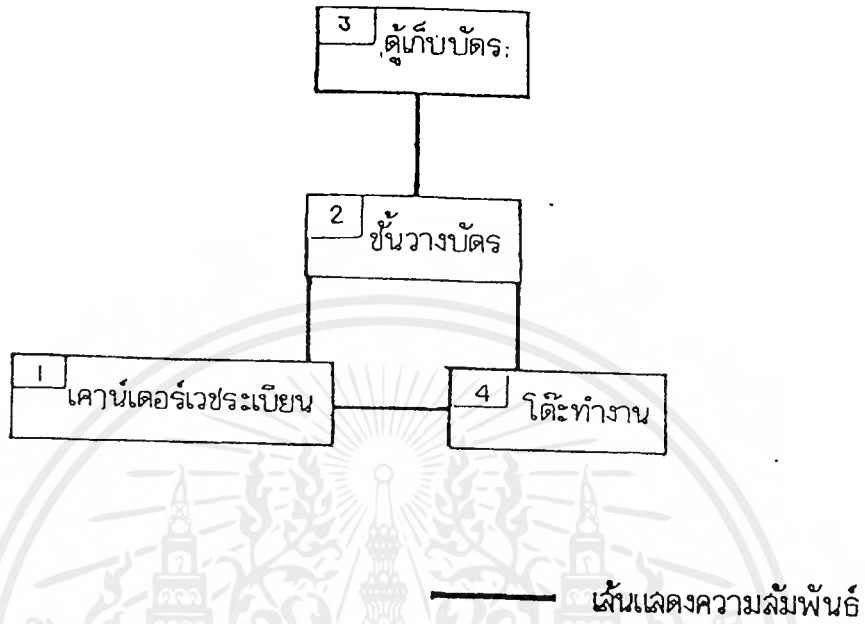 3
ตู้เก็บบัตร
2
ชั้นวางบัตร
1
เคาน์เตอร์เวชระเบียน
4
โต๊ะทำงาน
เส้นแสดงความสัมพันธ์